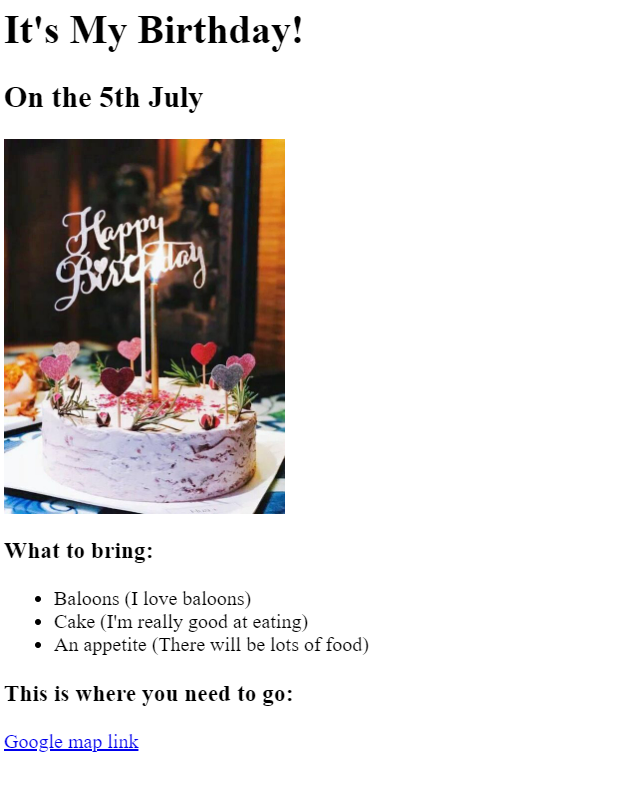 It's My Birthday!
On the 5th July
Happy
Birthday
What to bring:
Baloons (I love baloons)
Cake (I'm really good at eating)
An appetite (There will be lots of food)
This is where you need to go:
Google map link